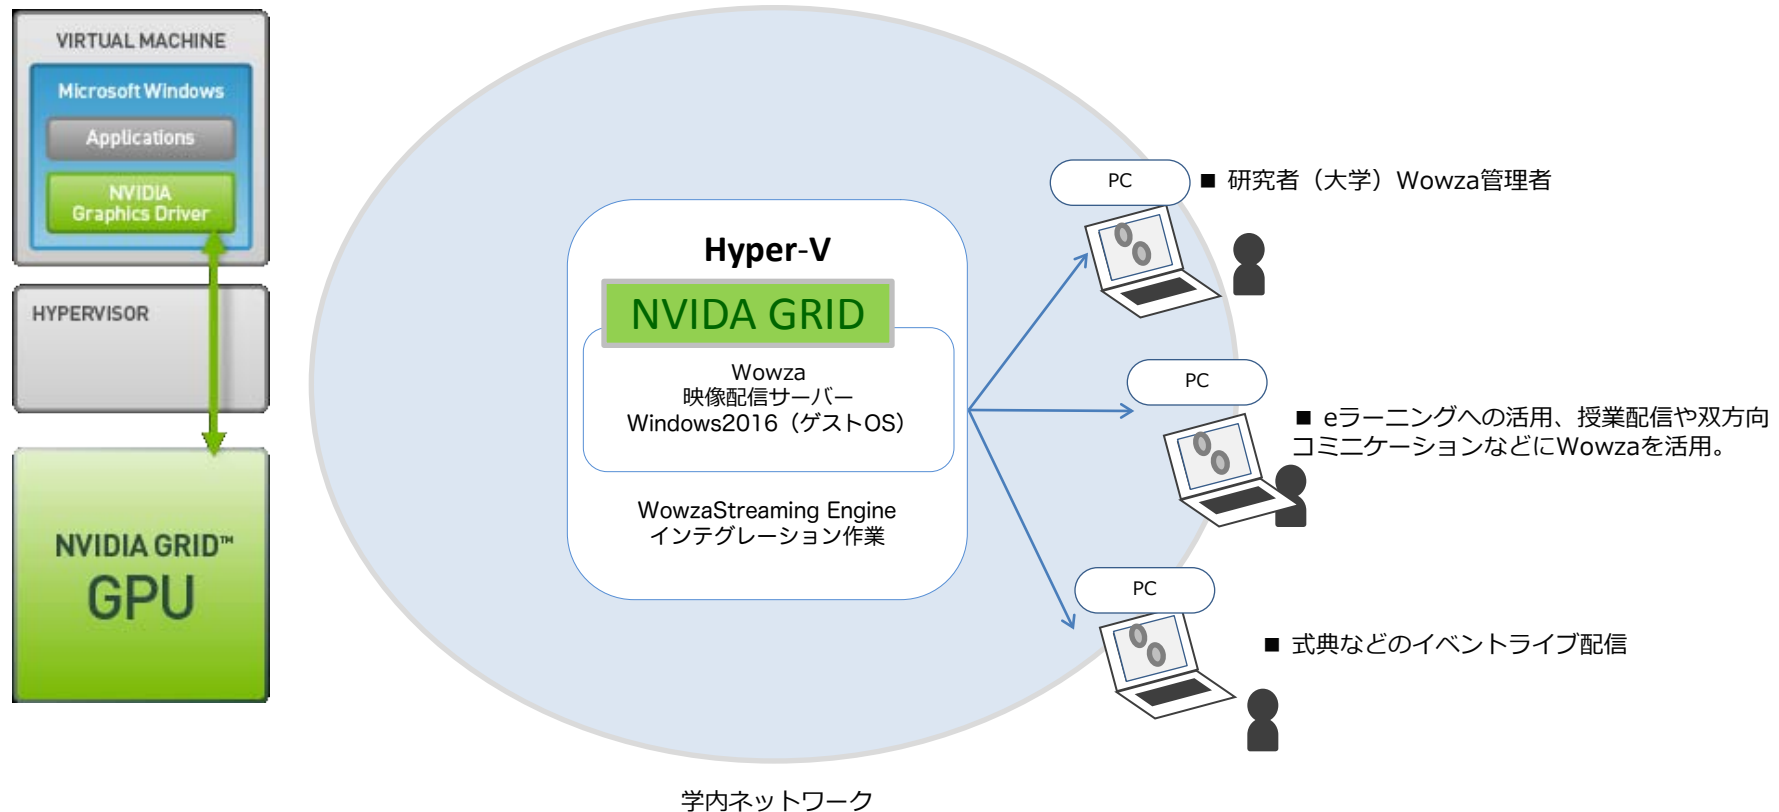 VIRTUAL MACHINE
Microsoft Windows
Applications
NVIDIA
Graphics Driver
HYPERVISOR
NVIDIA GRID™
GPU
Hyper-V
NVIDA GRID
Wowza
映像配信サーバー
Windows2016（ゲストOS）
WowzaStreaming Engine
インテグレーション作業
PC
■ 研究者（大学）Wowza管理者
PC
■ eラーニングへの活用、授業配信や双方向
コミニケーションなどにWowzaを活用。
PC
■ 式典などのイベントライブ配信
学内ネットワーク